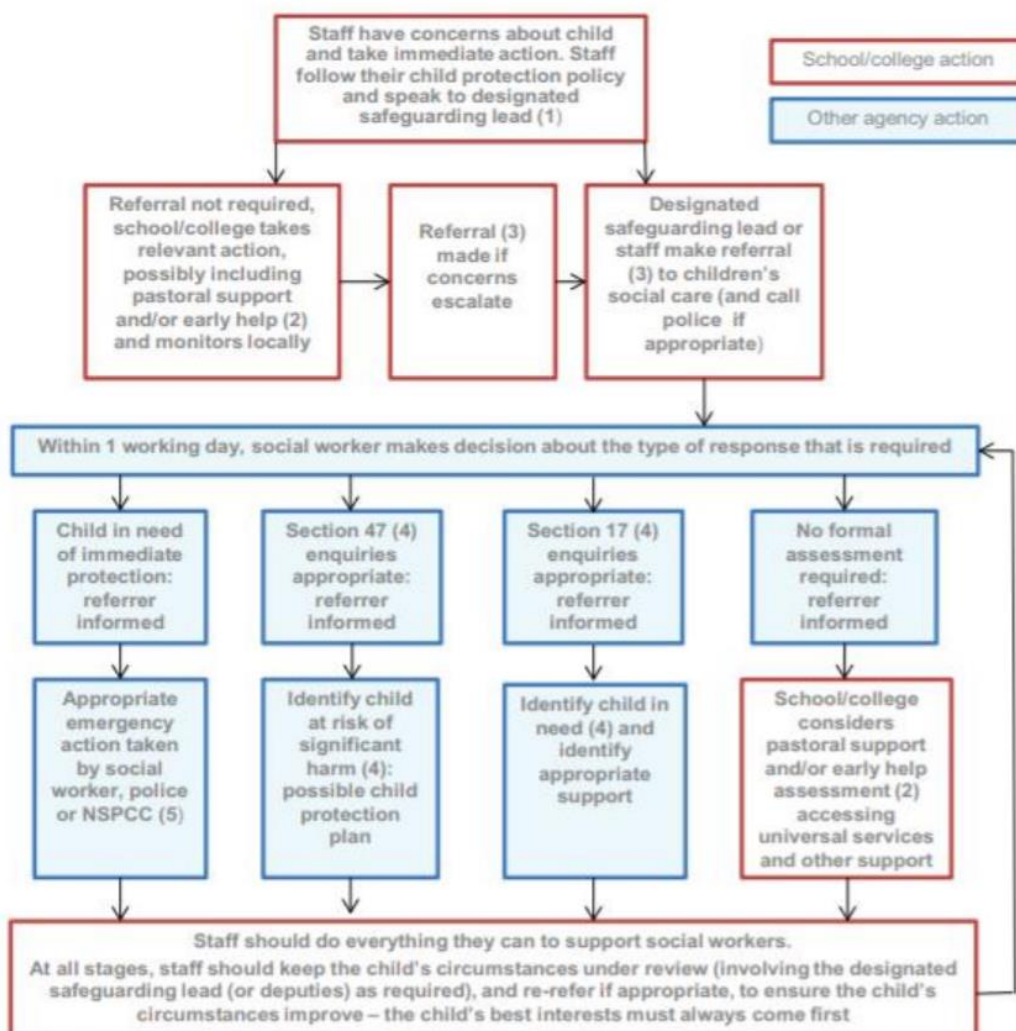 Staff have concerns about child
and take immediate action. Staff
follow their child protection policy
and speak to designated
safeguarding lead (1)
School/college action
Other agency action
Referral not required,
school/college takes
relevant action,
possibly including
pastoral support
and/or early help (2)
and monitors locally
Referral (3)
made if
concerns
escalate
Designated
safeguarding lead or
staff make referral
(3) to children's
social care (and call
police if
appropriate)
Within 1 working day, social worker makes decision about the type of response that is required
Child in need
of immediate
protection:
referrer
informed
Section 47 (4)
enquiries
appropriate:
referrer
informed
Section 17 (4)
enquiries
appropriate:
referrer
informed
No formal
assessment
required:
referrer
informed
Appropriate
emergency
action taken
by social
worker, police
or NSPCC (5)
Identify child
at risk of
significant
harm (4):
possible child
protection
plan
Identify child in
need (4) and
identify
appropriate
support
School/college
considers
pastoral support
and/or early help
assessment (2)
accessing
universal services
and other support
Staff should do everything they can to support social workers.
At all stages, staff should keep the child's circumstances under review (involving the designated
safeguarding lead (or deputies) as required), and re-refer if appropriate, to ensure the child's
circumstances improve – the child's best interests must always come first